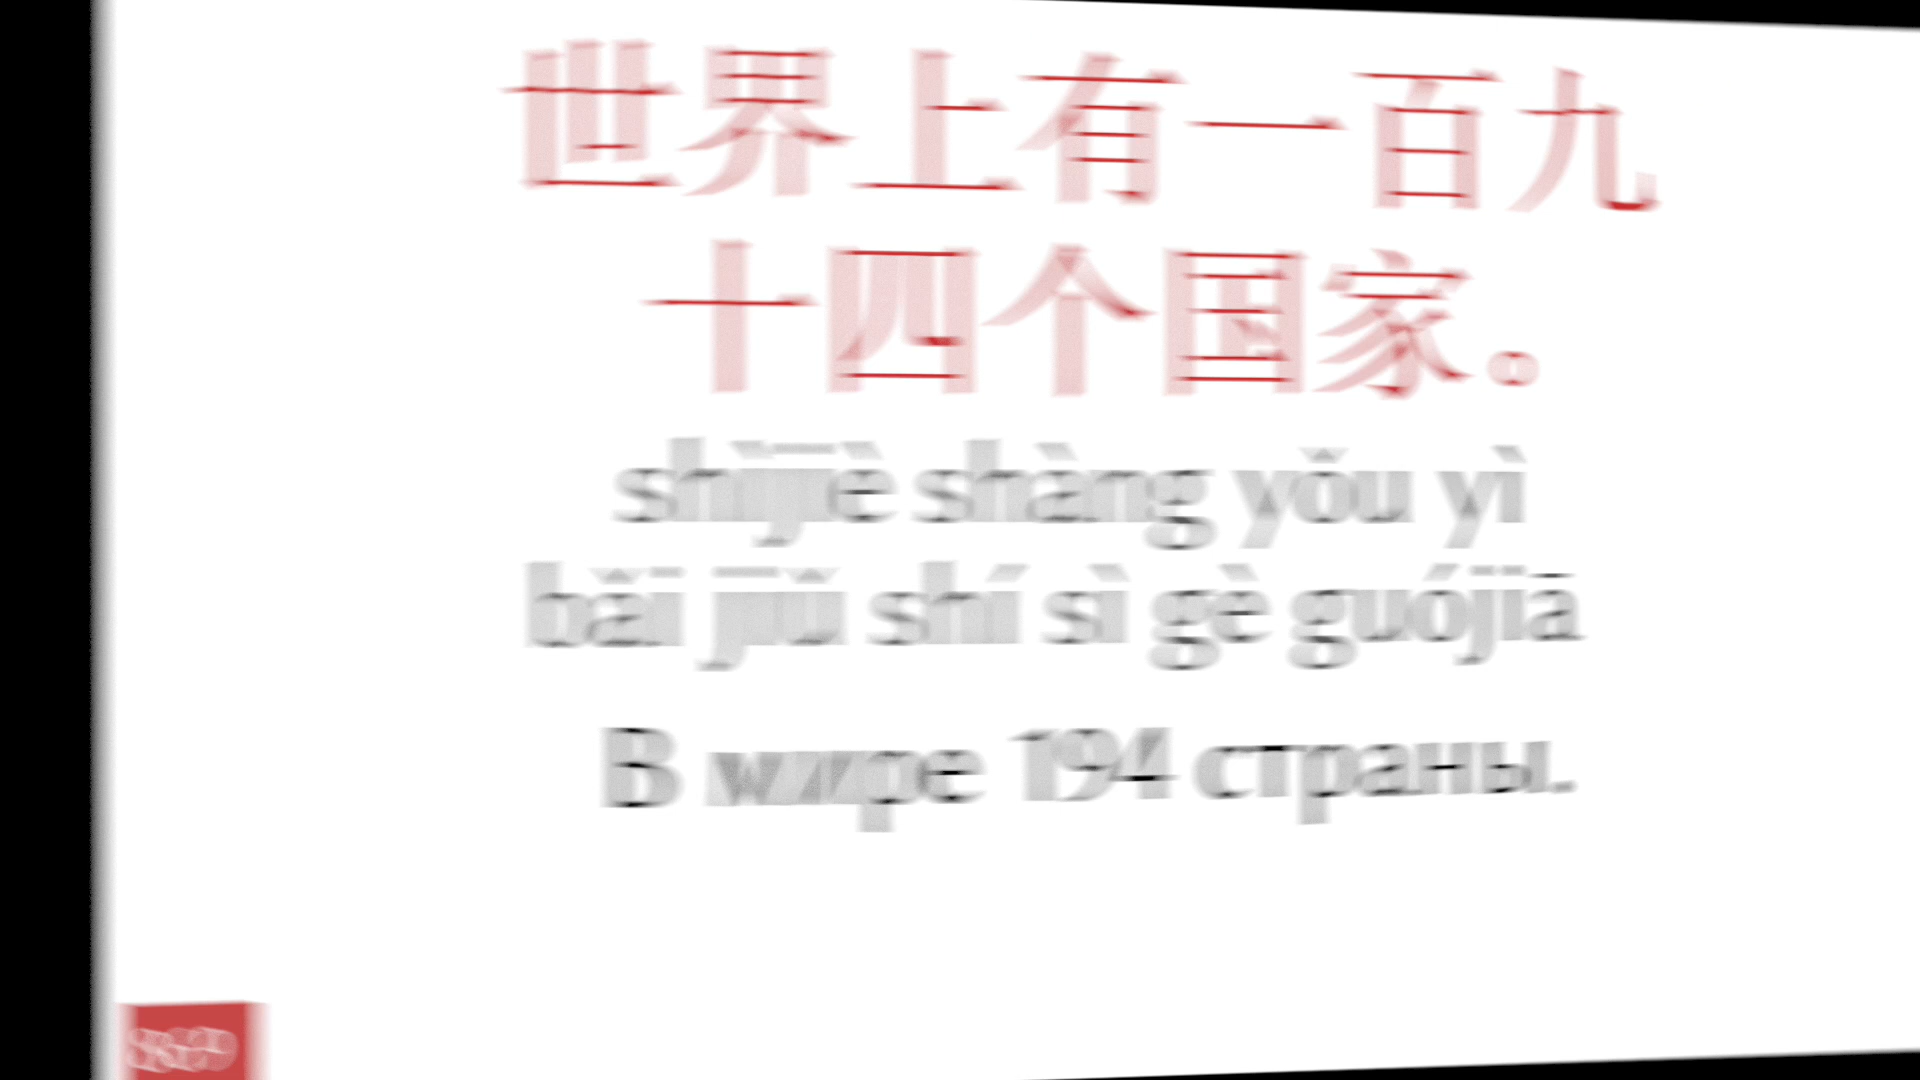 世界上有一百九
十四个国家。
shìjiè shàng yǒu yì
bǎi jiǔ shí sì gè guójiā
В мире 194 страны.